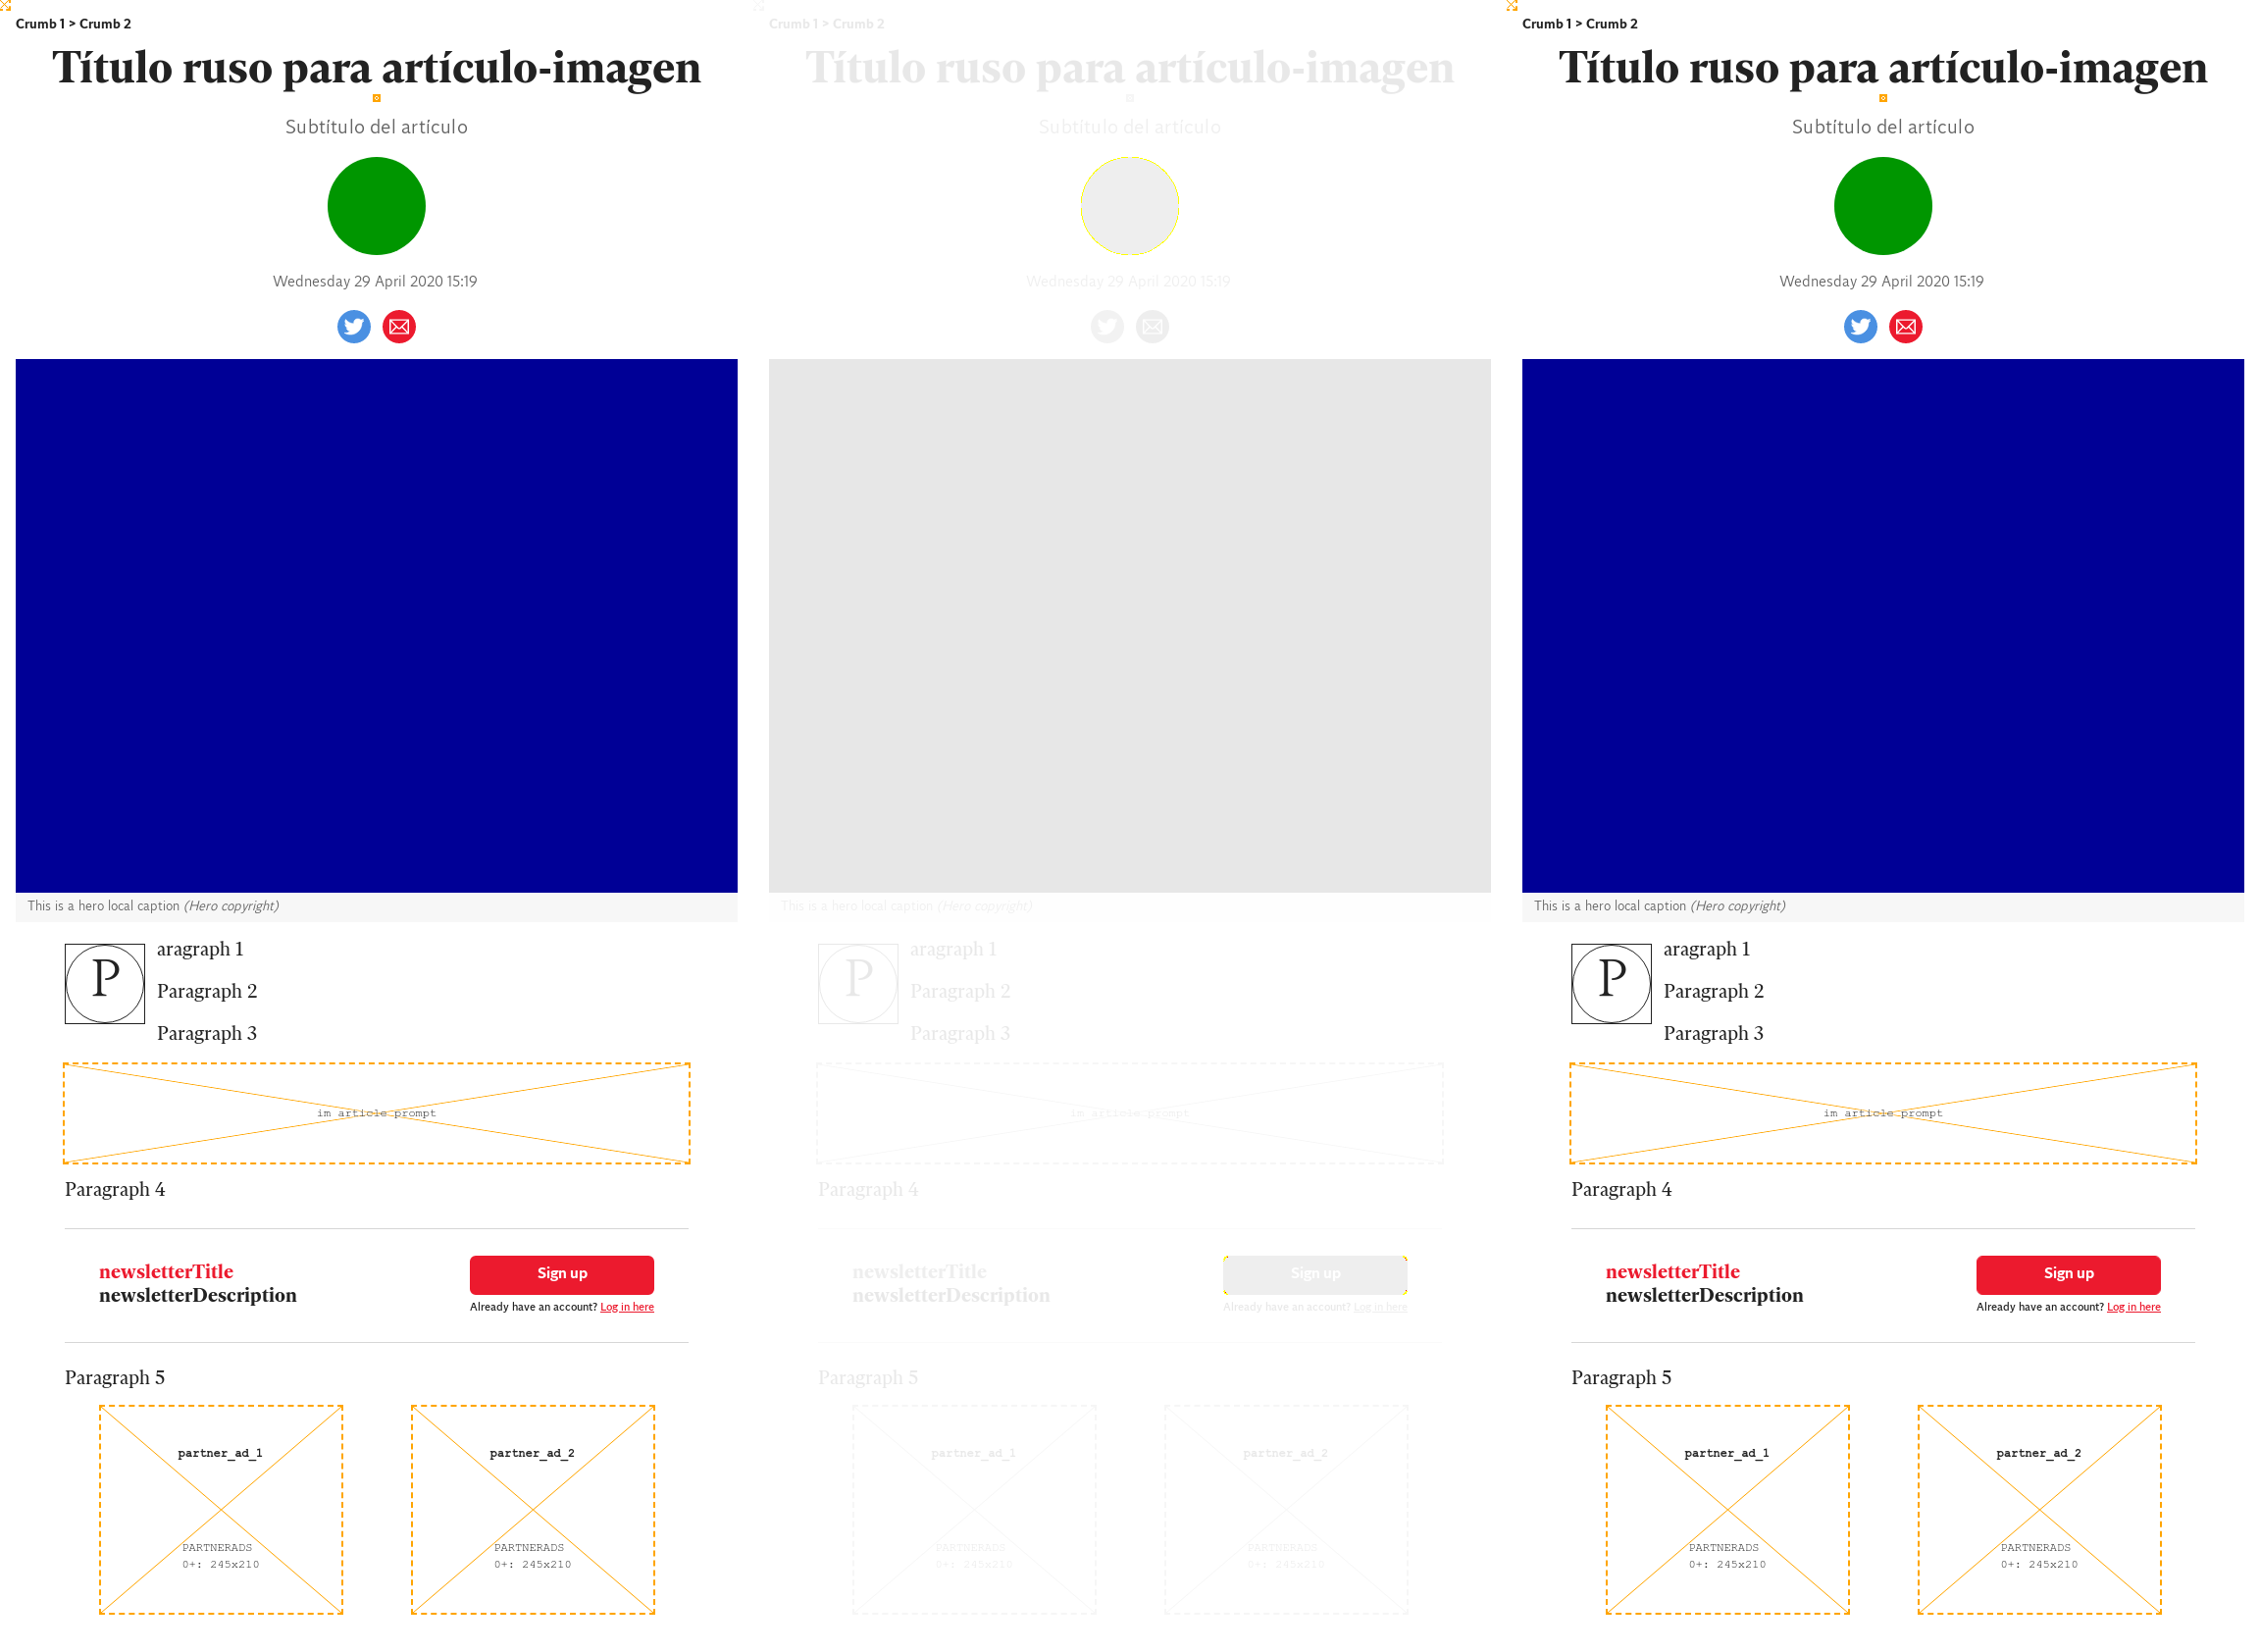 Crumb 1 > Crumb 2
Título ruso para artículo-imagen
Subtítulo del artículo
Wednesday 29 April 2020 15:19
This is a hero local caption (Hero copyright)
P
aragraph 1
Paragraph 2
Paragraph 3
im article prompt
Paragraph 4
newsletterTitle
newsletterDescription
Sign up
Already have an account? Log in here
Paragraph 5
partner_ad_1
PARTNERADS
0+: 245x210
partner_ad_2
PARTNERADS
0+: 245x210
Crumb 1 > Crumb 2
Título ruso para artículo-imagen
Subtítulo del artículo
Wednesday 29 April 2020 15:19
This is a hero local caption (Hero copyright)
P
aragraph 1
Paragraph 2
Paragraph 3
im article prompt
Paragraph 4
newsletterTitle
newsletterDescription
Sign up
Already have an account? Log in here
Paragraph 5
partner_ad_1
PARTNERADS
0+: 245x210
partner_ad_2
PARTNERADS
0+: 245x210
Crumb 1 > Crumb 2
Título ruso para artículo-imagen
Subtítulo del artículo
Wednesday 29 April 2020 15:19
This is a hero local caption (Hero copyright)
P
aragraph 1
Paragraph 2
Paragraph 3
im article prompt
Paragraph 4
newsletterTitle
newsletterDescription
Sign up
Already have an account? Log in here
Paragraph 5
partner_ad_1
PARTNERADS
0+: 245x210
partner_ad_2
PARTNERADS
0+: 245x210